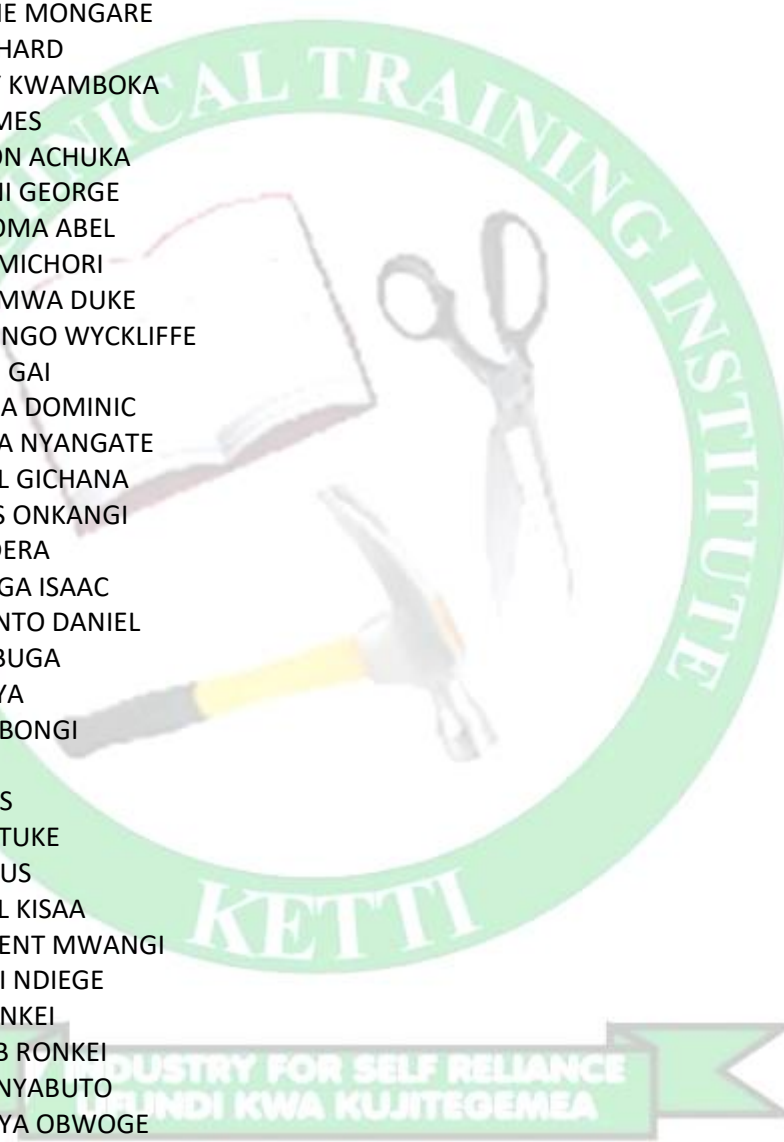 MONGARE
HARD
KWAMBOKA
MES
ON ACHUKA
GEORGE
OMA ABEL
MICHORI
MWA DUKE
NGO WYCKLIFFE
GAI
A DOMINIC
A NYANGATE
L GICHANA
S ONKANGI
DERA
GA ISAAC
NTO DANIEL
BUGA
YA
BONGI
S
TUKE
US
L KISAA
ENT MWANGI
I NDIEGE
NKEI
B RONKEI
NYABUTO
YA OBWOGE
NICAL TRAINING INSTITUTE
KETTI
INDUSTRY FOR SELF RELIANCE
UFUNDI KWA KUJITEGEMEA